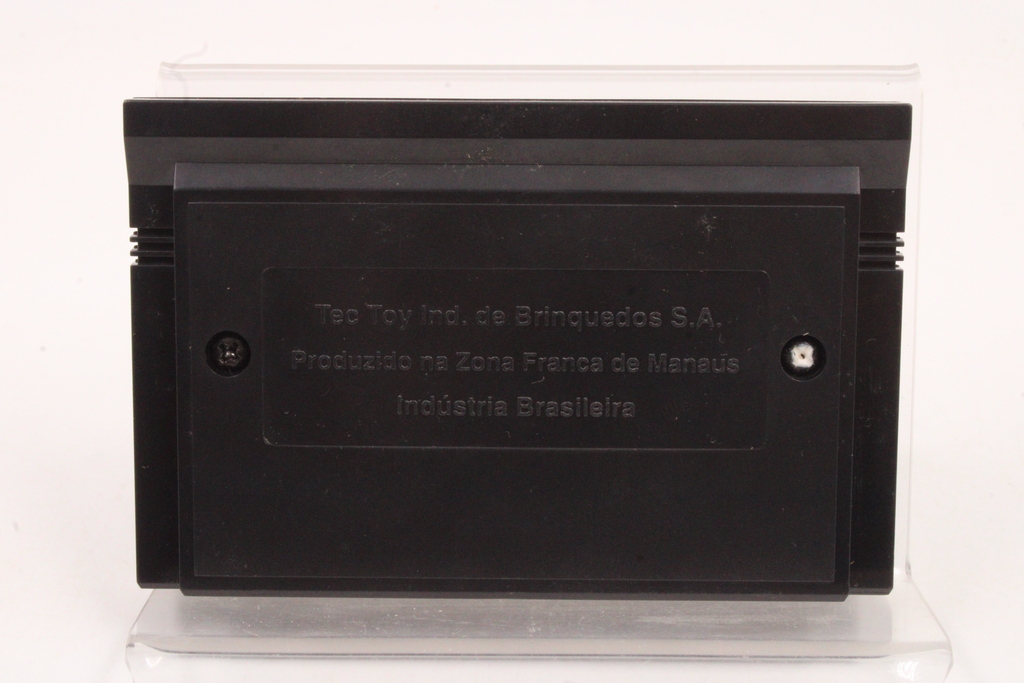 Tec Toy Ind. de Brinquedos S.A.
Produzido na Zona Franca de Manaus
Indústria Brasileira